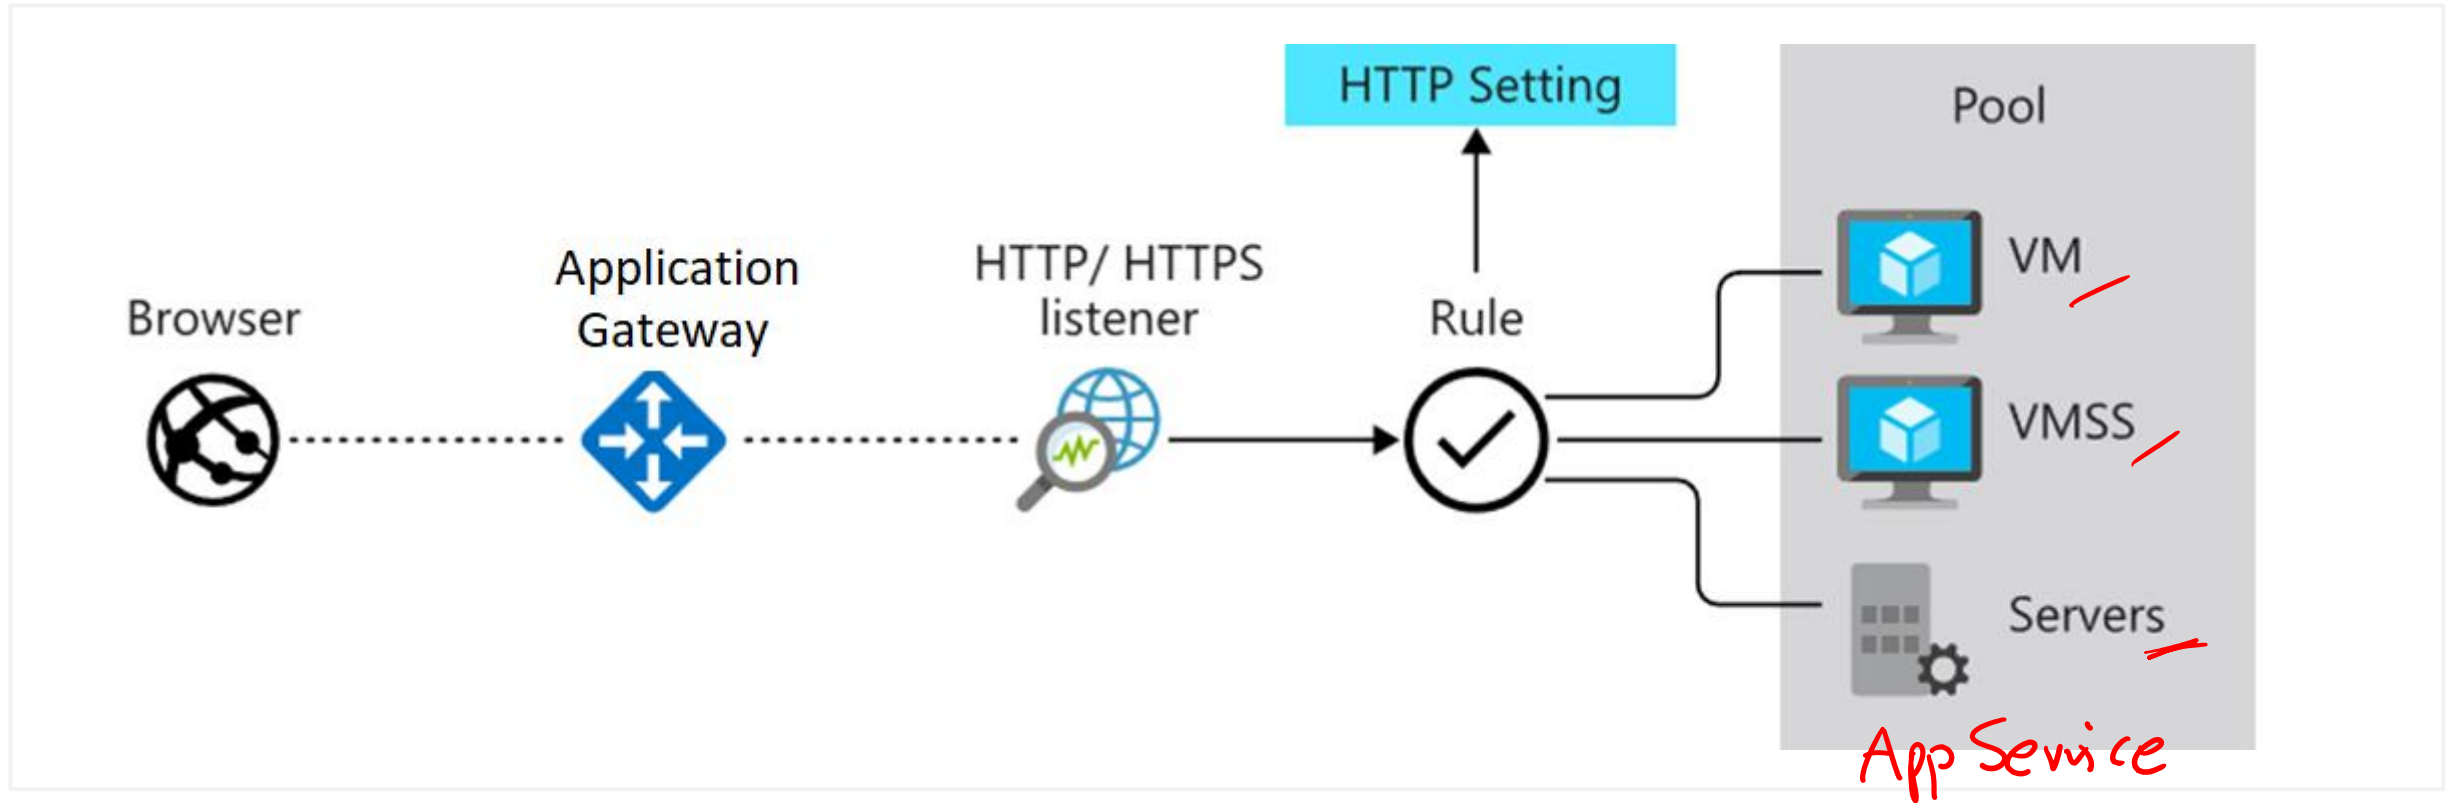 HTTP Setting
Pool
Browser
Application
Gateway
HTTP/ HTTPS
listener
Rule
VM
VMSS
Servers
App Service